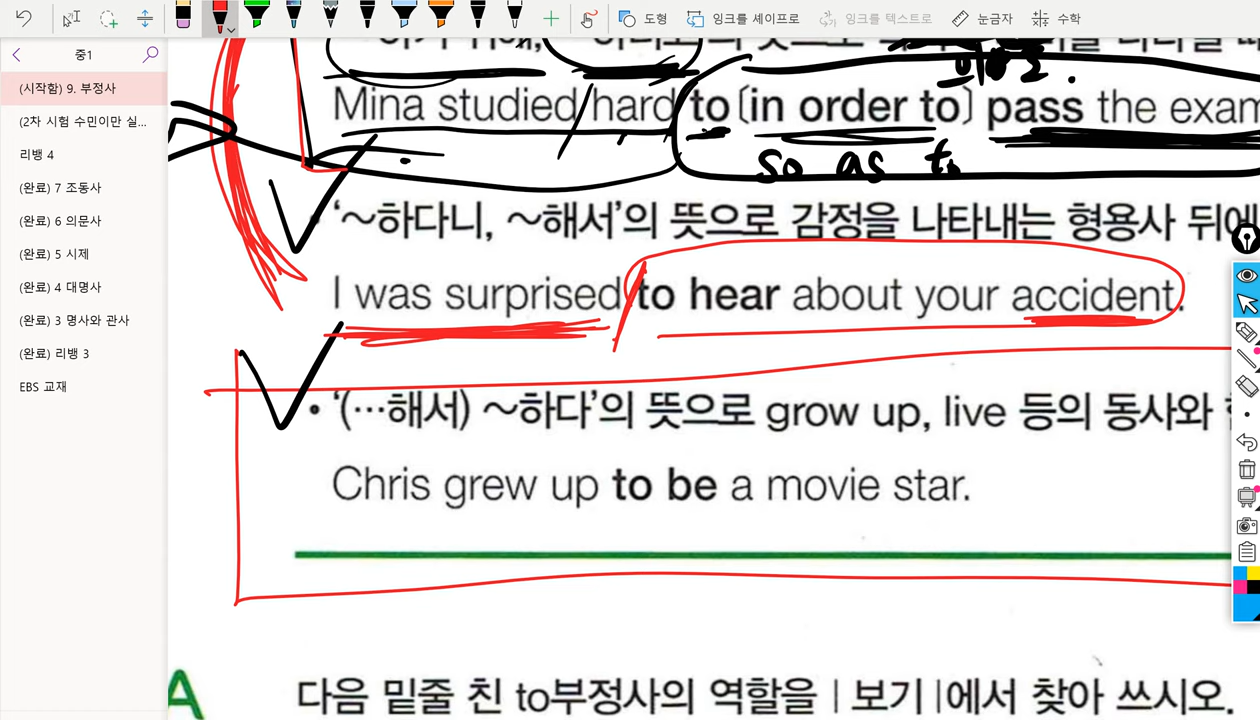 도형
잉크를 셰이프로
잉크를 텍스트로
눈금자
수학
중1
(시작함) 9. 부정사
(2차 시험 수민이만 실...
리뱅 4
(완료) 7 조동사
(완료) 6 의문사
(완료) 5 시제
(완료) 4 대명사
(완료) 3 명사와 관사
(완료) 리뱅 3
EBS 교재
Mina studied hard to [in order to] pass the exam
so as to
• ‘~하다니, ~해서’의 뜻으로 감정을 나타내는 형용사 뒤에
I was surprised to hear about your accident.
• ‘(…해서) ~하다’의 뜻으로 grow up, live 등의 동사와
Chris grew up to be a movie star.
A 다음 밑줄 친 to부정사의 역할을 | 보기 |에서 찾아 쓰시오.